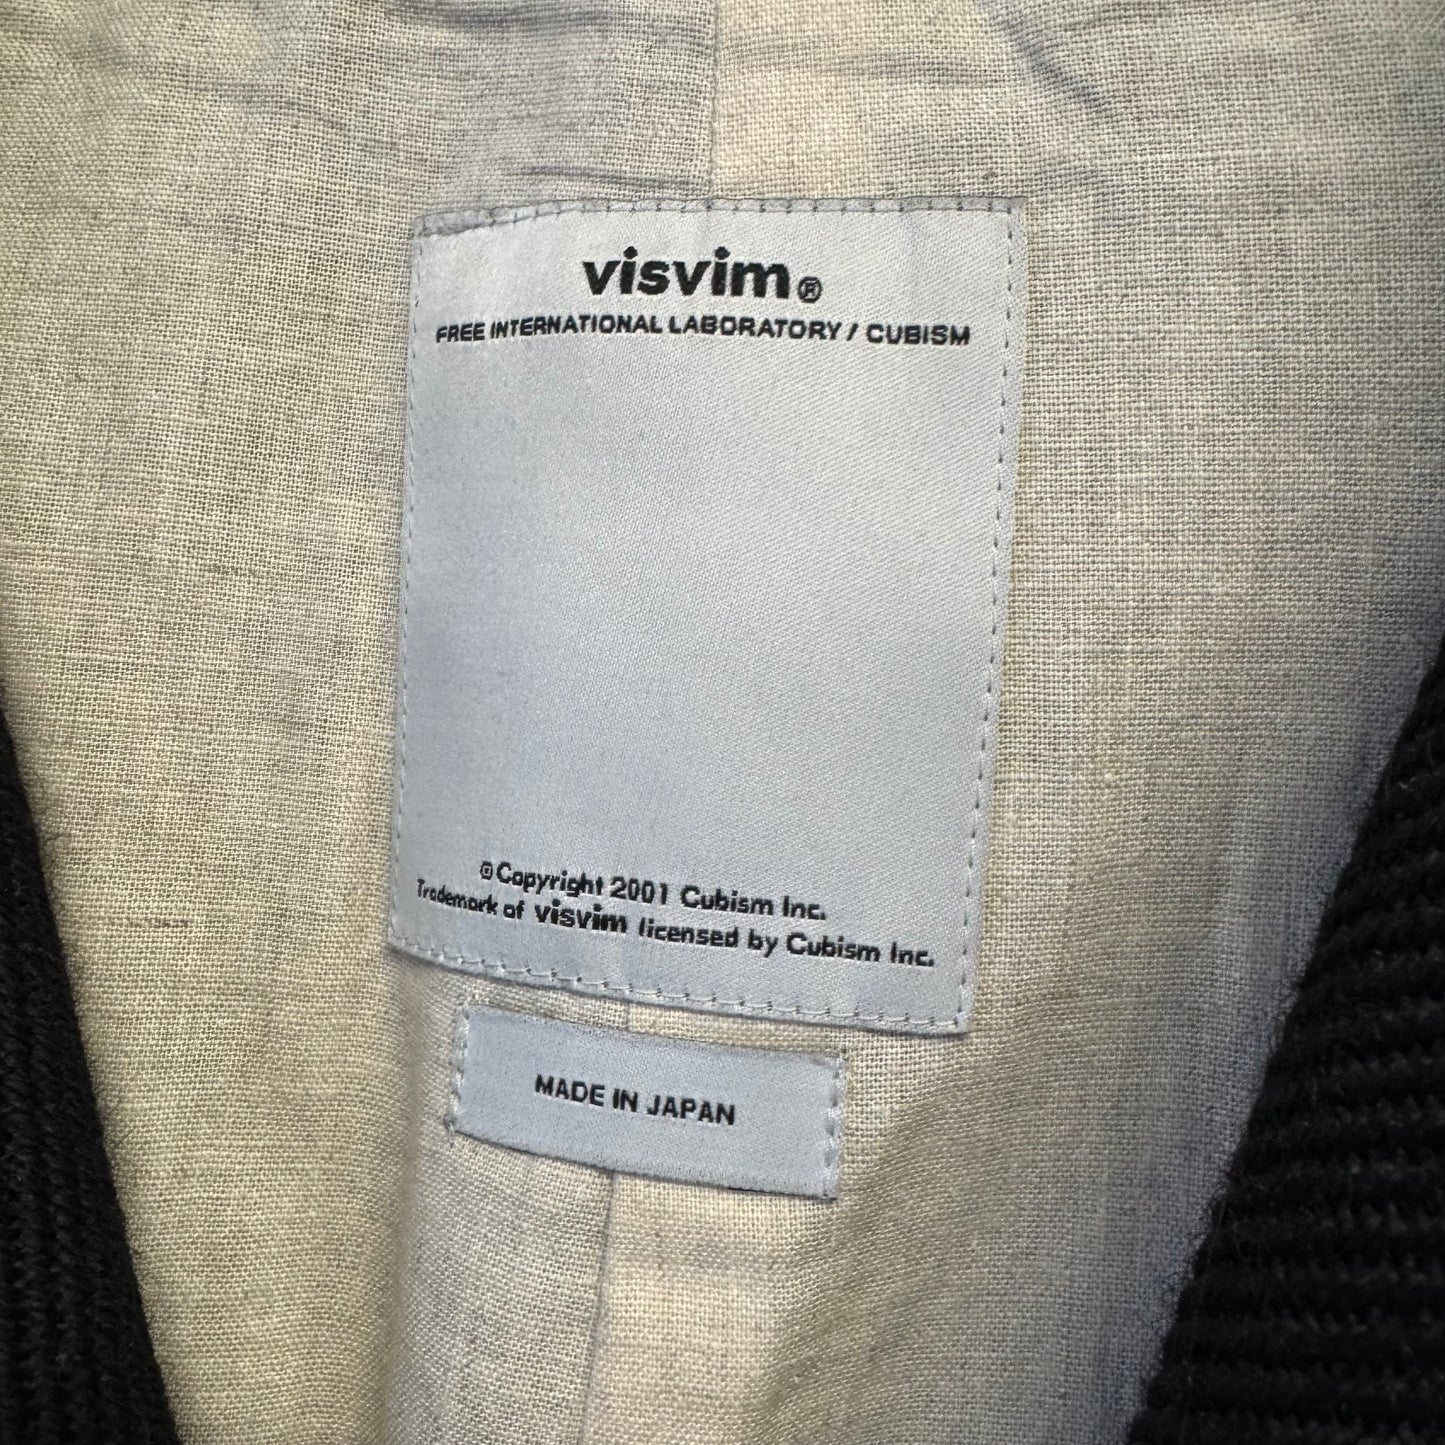 visvim®
FREE INTERNATIONAL LABORATORY / CUBISM
© Copyright 2001 Cubism Inc.
Trademark of visvim licensed by Cubism Inc.
MADE IN JAPAN